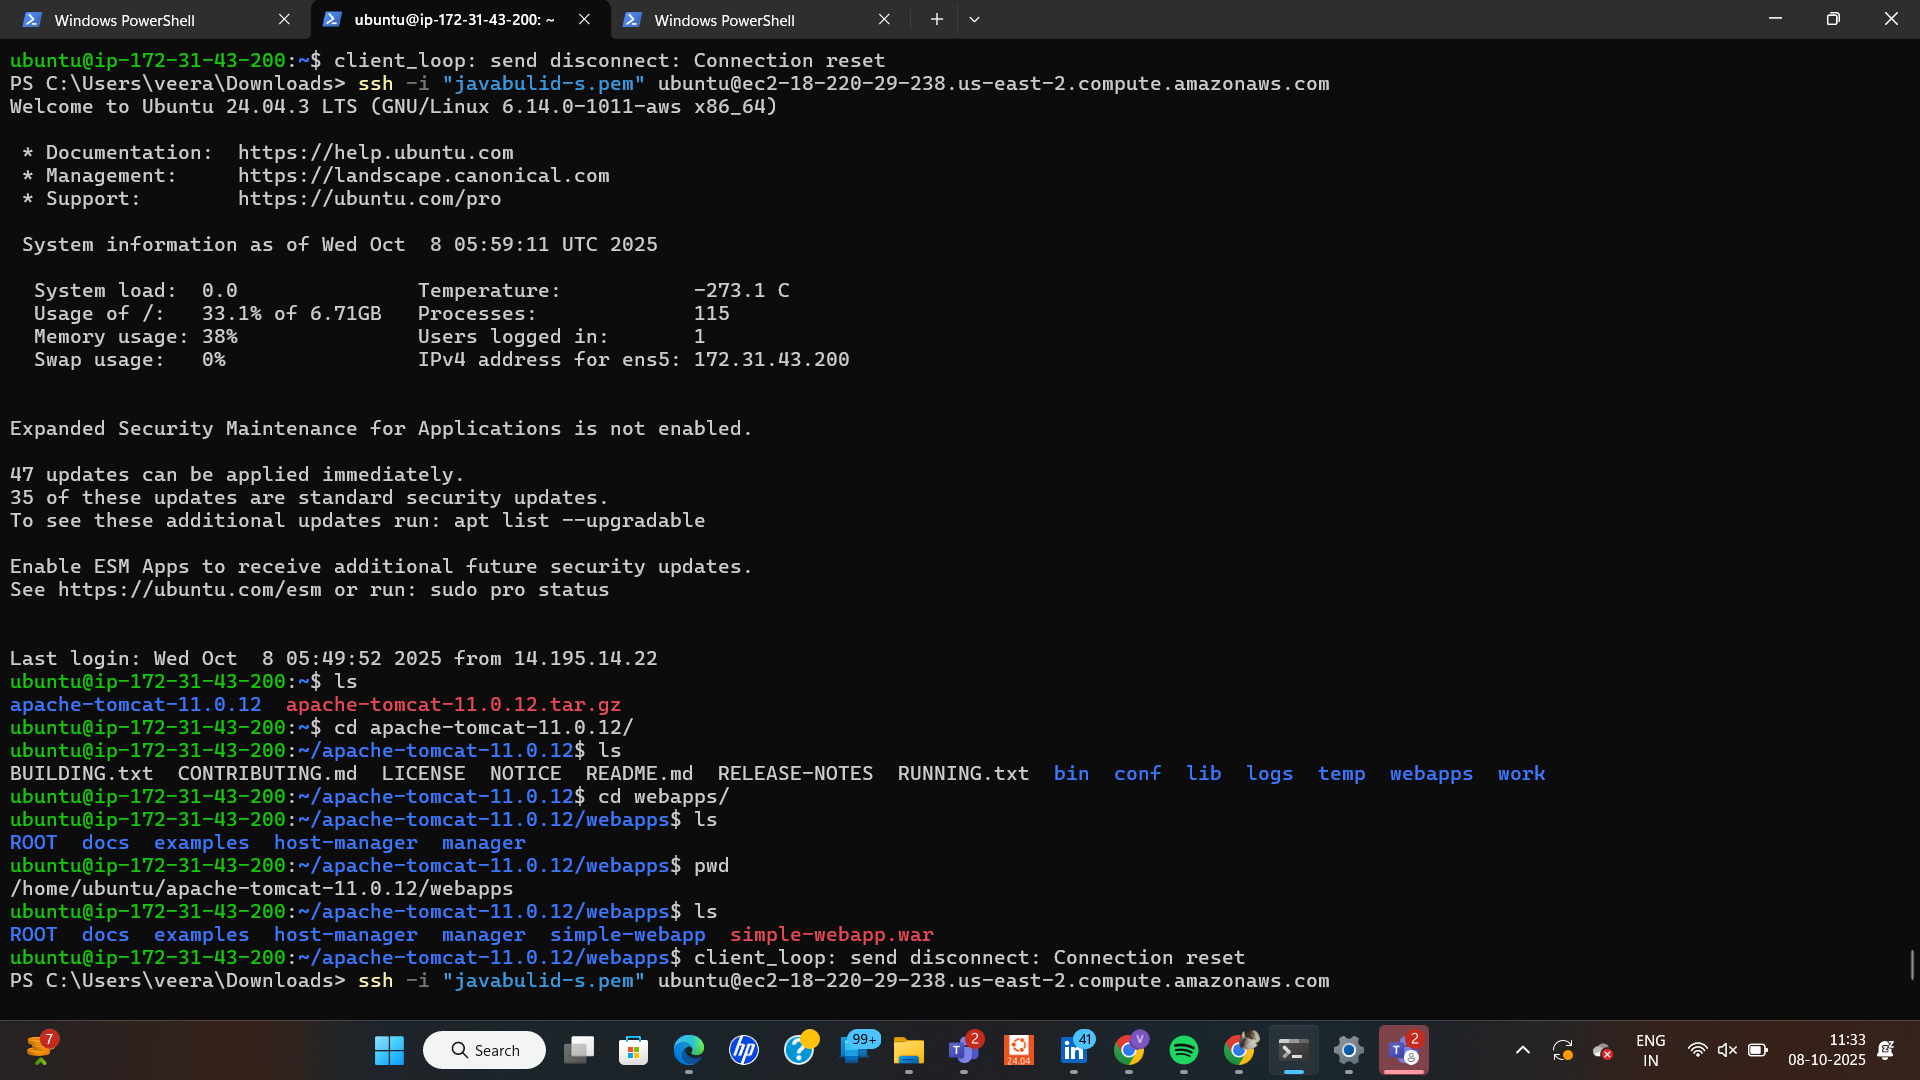 Windows PowerShell
ubuntu@ip-172-31-43-200: ~
Windows PowerShell
ubuntu@ip-172-31-43-200:~$ client_loop: send disconnect: Connection reset
PS C:\Users\veera\Downloads> ssh -i "javabulid-s.pem" ubuntu@ec2-18-220-29-238.us-east-2.compute.amazonaws.com
Welcome to Ubuntu 24.04.3 LTS (GNU/Linux 6.14.0-1011-aws x86_64)
* Documentation:  https://help.ubuntu.com
* Management:     https://landscape.canonical.com
* Support:        https://ubuntu.com/pro
System information as of Wed Oct  8 05:59:11 UTC 2025
System load:  0.0               Temperature:           -273.1 C
Usage of /:   33.1% of 6.71GB   Processes:             115
Memory usage: 38%               Users logged in:       1
Swap usage:   0%                IPv4 address for ens5: 172.31.43.200
Expanded Security Maintenance for Applications is not enabled.
47 updates can be applied immediately.
35 of these updates are standard security updates.
To see these additional updates run: apt list --upgradable
Enable ESM Apps to receive additional future security updates.
See https://ubuntu.com/esm or run: sudo pro status
Last login: Wed Oct  8 05:49:52 2025 from 14.195.14.22
ubuntu@ip-172-31-43-200:~$ ls
apache-tomcat-11.0.12  apache-tomcat-11.0.12.tar.gz
ubuntu@ip-172-31-43-200:~$ cd apache-tomcat-11.0.12/
ubuntu@ip-172-31-43-200:~/apache-tomcat-11.0.12$ ls
BUILDING.txt  CONTRIBUTING.md  LICENSE  NOTICE  README.md  RELEASE-NOTES  RUNNING.txt  bin  conf  lib  logs  temp  webapps  work
ubuntu@ip-172-31-43-200:~/apache-tomcat-11.0.12$ cd webapps/
ubuntu@ip-172-31-43-200:~/apache-tomcat-11.0.12/webapps$ ls
ROOT  docs  examples  host-manager  manager
ubuntu@ip-172-31-43-200:~/apache-tomcat-11.0.12/webapps$ pwd
/home/ubuntu/apache-tomcat-11.0.12/webapps
ubuntu@ip-172-31-43-200:~/apache-tomcat-11.0.12/webapps$ ls
ROOT  docs  examples  host-manager  manager  simple-webapp  simple-webapp.war
ubuntu@ip-172-31-43-200:~/apache-tomcat-11.0.12/webapps$ client_loop: send disconnect: Connection reset
PS C:\Users\veera\Downloads> ssh -i "javabulid-s.pem" ubuntu@ec2-18-220-29-238.us-east-2.compute.amazonaws.com
7
Search
hp
?
99+
T 2
24.04
in 41
V
T 2
ENG
IN
11:33
08-10-2025